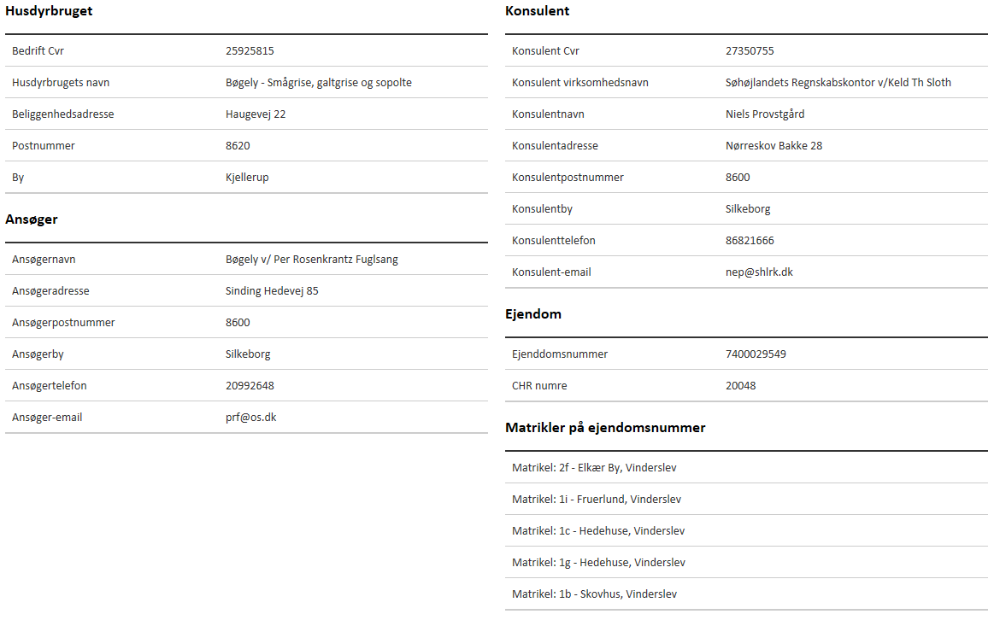 Husdyrbruget
Bedrift Cvr 25925815
Husdyrbrugets navn Bøgely - Smågrise, galtgrise og sopolte
Beliggenhedsadresse Haugevej 22
Postnummer 8620
By Kjellerup
Ansøger
Ansøgernavn Bøgely v/ Per Rosenkrantz Fuglsang
Ansøgeradresse Sinding Hedevej 85
Ansøgerpostnummer 8600
Ansøgerby Silkeborg
Ansøgertelefon 20992648
Ansøger-email prf@os.dk
Konsulent
Konsulent Cvr 27350755
Konsulent virksomhedsnavn Søhøjlandets Regnskabskontor v/Keld Th Sloth
Konsulentnavn Niels Provstgård
Konsulentadresse Nørreskov Bakke 28
Konsulentpostnummer 8600
Konsulentby Silkeborg
Konsulenttelefon 86821666
Konsulent-email nep@shlrk.dk
Ejendom
Ejenddomsnummer 7400029549
CHR numre 20048
Matrikler på ejendomsnummer
Matrikel: 2f - Elkær By, Vinderslev
Matrikel: 1i - Fruerlund, Vinderslev
Matrikel: 1c - Hedehuse, Vinderslev
Matrikel: 1g - Hedehuse, Vinderslev
Matrikel: 1b - Skovhus, Vinderslev